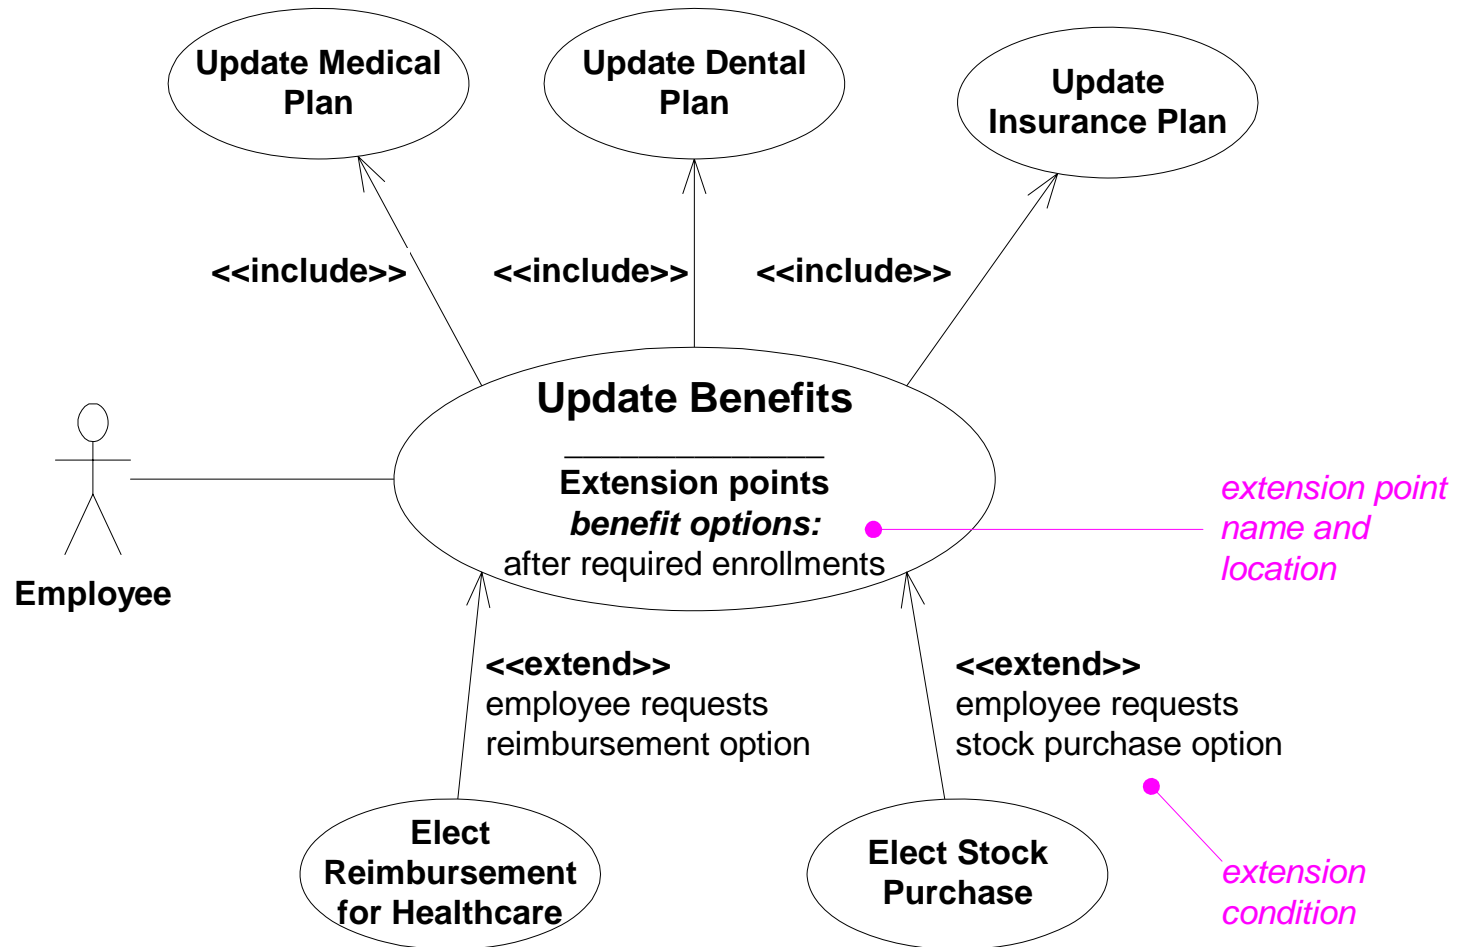 Update Medical
Plan
Update Dental
Plan
Update
Insurance Plan
<<include>>
<<include>>
<<include>>
Update Benefits
Extension points
benefit options:
after required enrollments
extension point
name and
location
Employee
<<extend>>
employee requests
reimbursement option
<<extend>>
employee requests
stock purchase option
Elect
Reimbursement
for Healthcare
Elect Stock
Purchase
extension
condition